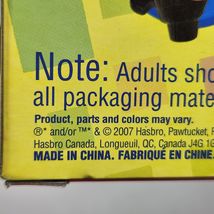 Note: Adults sho
all packaging mate
Product, parts and colors may vary.
®* and/or ™* & © 2007 Hasbro, Pawtucket, R
Hasbro Canada, Longueuil, QC, Canada J4G 1G
MADE IN CHINA. FABRIQUÉ EN CHINE.